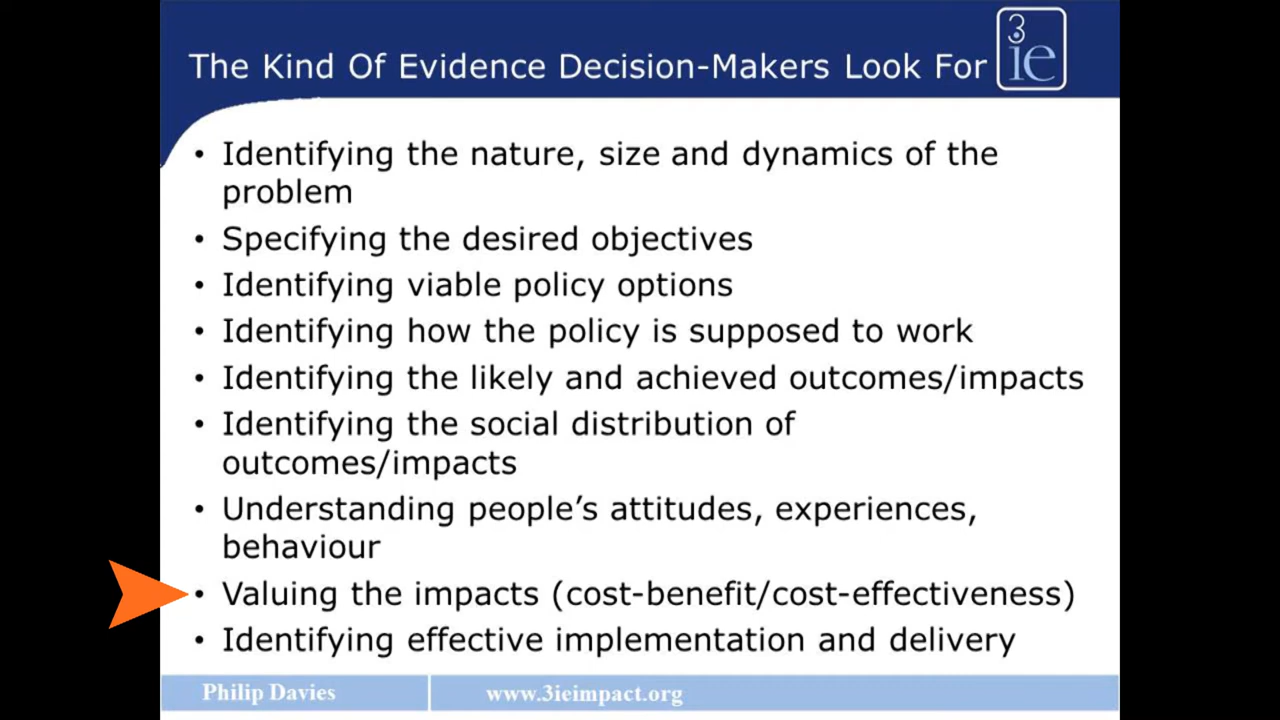 The Kind Of Evidence Decision-Makers Look For
3
ie
• Identifying the nature, size and dynamics of the
problem
• Specifying the desired objectives
• Identifying viable policy options
• Identifying how the policy is supposed to work
• Identifying the likely and achieved outcomes/impacts
• Identifying the social distribution of
outcomes/impacts
• Understanding people’s attitudes, experiences,
behaviour
• Valuing the impacts (cost-benefit/cost-effectiveness)
• Identifying effective implementation and delivery
Philip Davies
www.3ieimpact.org